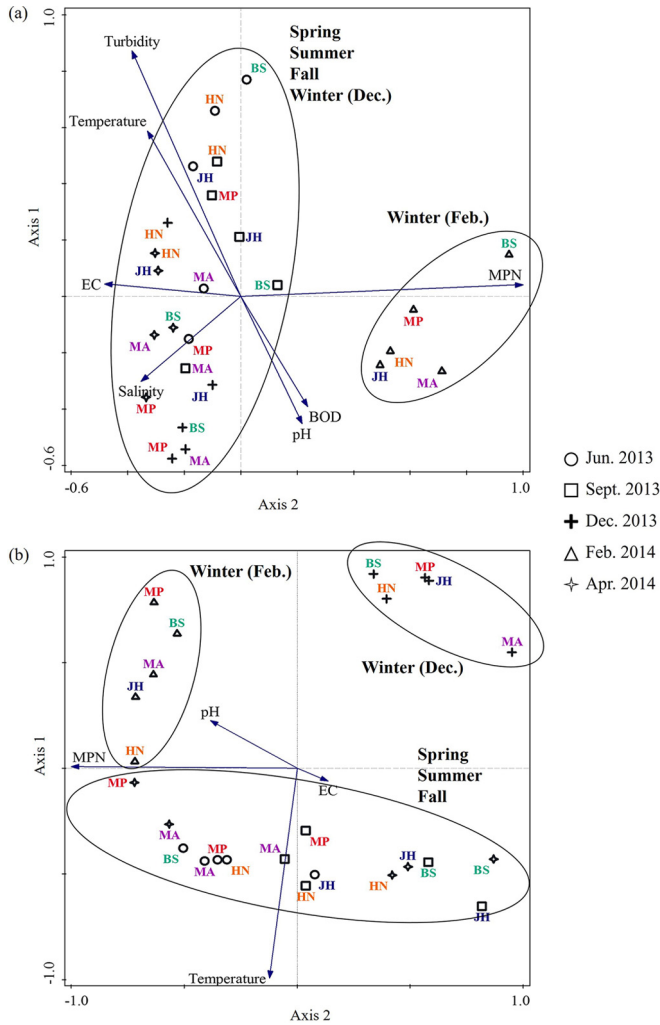 (a)
1.0
Turbidity
Spring
Summer
Fall
Winter (Dec.)
BS
HN
Temperature
HN
JH
MP
Winter (Feb.)
HN
HN
JH
JH
BS
Axis 1
EC
MA
BS
MPN
MP
BS
MA
MP
MA
HN
JH
MA
Salinity
JH
MP
BOD
pH
BS
MP
MA
-0.6
-0.6
Axis 2
1.0
Jun. 2013
Sept. 2013
Dec. 2013
Feb. 2014
Apr. 2014
(b)
1.0
Winter (Feb.)
BS
MP
JH
HN
MP
BS
MA
JH
MA
Winter (Dec.)
pH
HN
Axis 1
MPN
MP
EC
Spring
Summer
Fall
MA
BS
MP
MA
HN
MA
MP
HN
JH
HN
JH
BS
BS
JH
Temperature
-1.0
-1.0
Axis 2
1.0